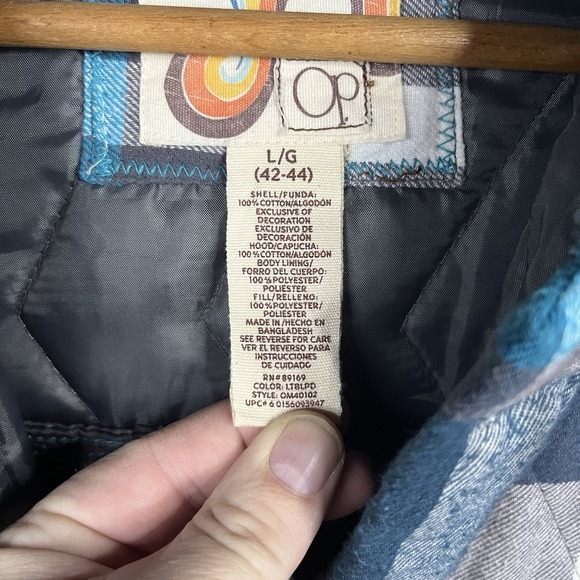 Op
L/G
(42-44)
SHELL/FUNDA:
100% COTTON/ALGODÓN
EXCLUSIVE OF
DECORATION
EXCLUSIVO DE
DECORACIÓN
HOOD/CAPUCHA:
100% COTTON/ALGODÓN
BODY LINING/
FORRO DEL CUERPO:
100 %POLYESTER/
POLIÉSTER
FILL/RELLENO:
100 %POLYESTER/
POLIÉSTER
MADE IN /HECHO EN
BANGLADESH
SEE REVERSE FOR CARE
VER EL REVERSO PARA
INSTRUCCIONES
DE CUIDADO
RN# 89169
COLOR: LTBLPD
STYLE: OM40102
UPC# 6 0156093947